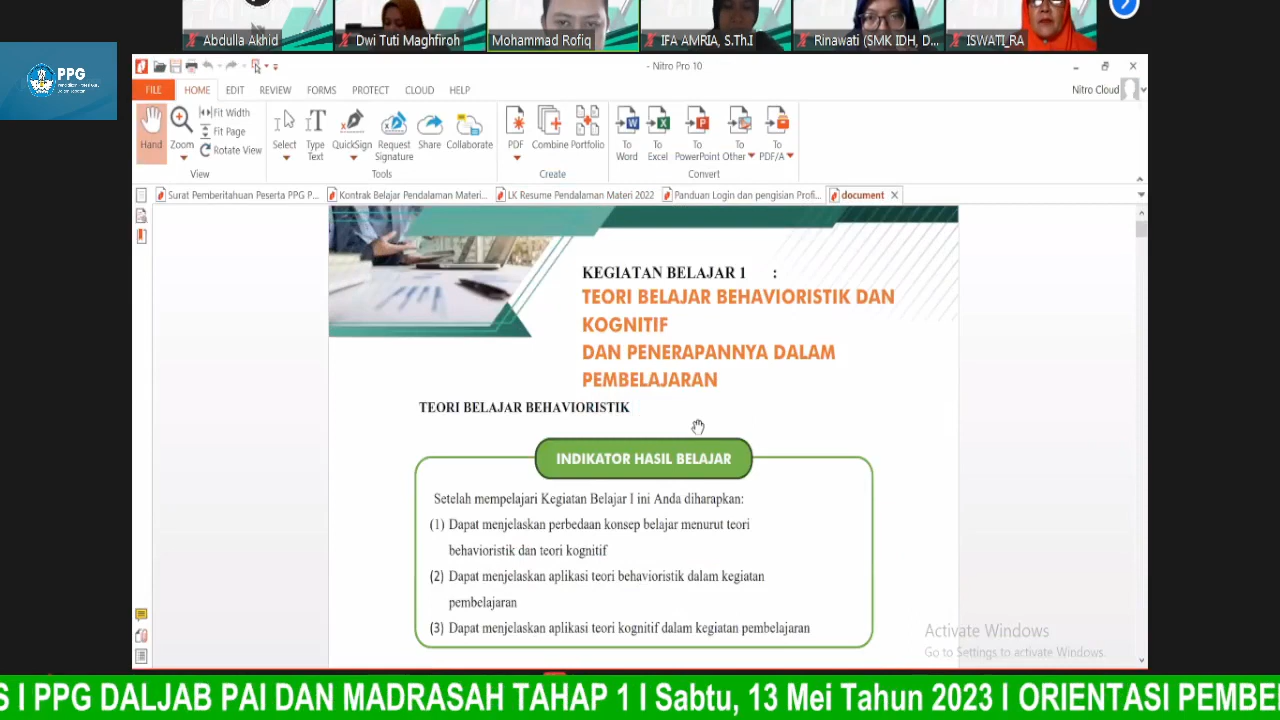 Abdulla Akhid
Dwi Tuti Maghfiroh
Mohammad Rofiq
IFA AMRIA, S.Th.I
Rinawati (SMK IDH, D...
ISWATI_RA
PPG
- Nitro Pro 10
FILE HOME EDIT REVIEW FORMS PROTECT CLOUD HELP
Nitro Cloud
Hand
Zoom
Fit Width
Fit Page
Rotate View
View
Select
Type Text
QuickSign
Request Signature
Share
Collaborate
Tools
PDF
Combine
Portfolio
Create
To Word
To Excel
To PowerPoint
To Other
To PDF/A
Convert
Surat Pemberitahuan Peserta PPG P...
Kontrak Belajar Pendalaman Materi...
LK Resume Pendalaman Materi 2022
Panduan Login dan pengisian Profi...
document
KEGIATAN BELAJAR 1 :
TEORI BELAJAR BEHAVIORISTIK DAN
KOGNITIF
DAN PENERAPANNYA DALAM
PEMBELAJARAN
TEORI BELAJAR BEHAVIORISTIK
INDIKATOR HASIL BELAJAR
Setelah mempelajari Kegiatan Belajar I ini Anda diharapkan:
(1) Dapat menjelaskan perbedaan konsep belajar menurut teori
behavioristik dan teori kognitif
(2) Dapat menjelaskan aplikasi teori behavioristik dalam kegiatan
pembelajaran
(3) Dapat menjelaskan aplikasi teori kognitif dalam kegiatan pembelajaran
Activate Windows
Go to Settings to activate Windows.
S I PPG DALJAB PAI DAN MADRASAH TAHAP 1 I Sabtu, 13 Mei Tahun 2023 I ORIENTASI PEMBE